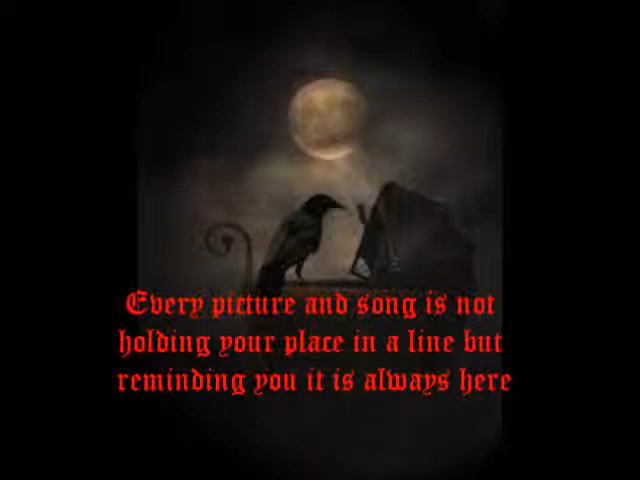 Every picture and song is not
holding your place in a line but
reminding you it is always here